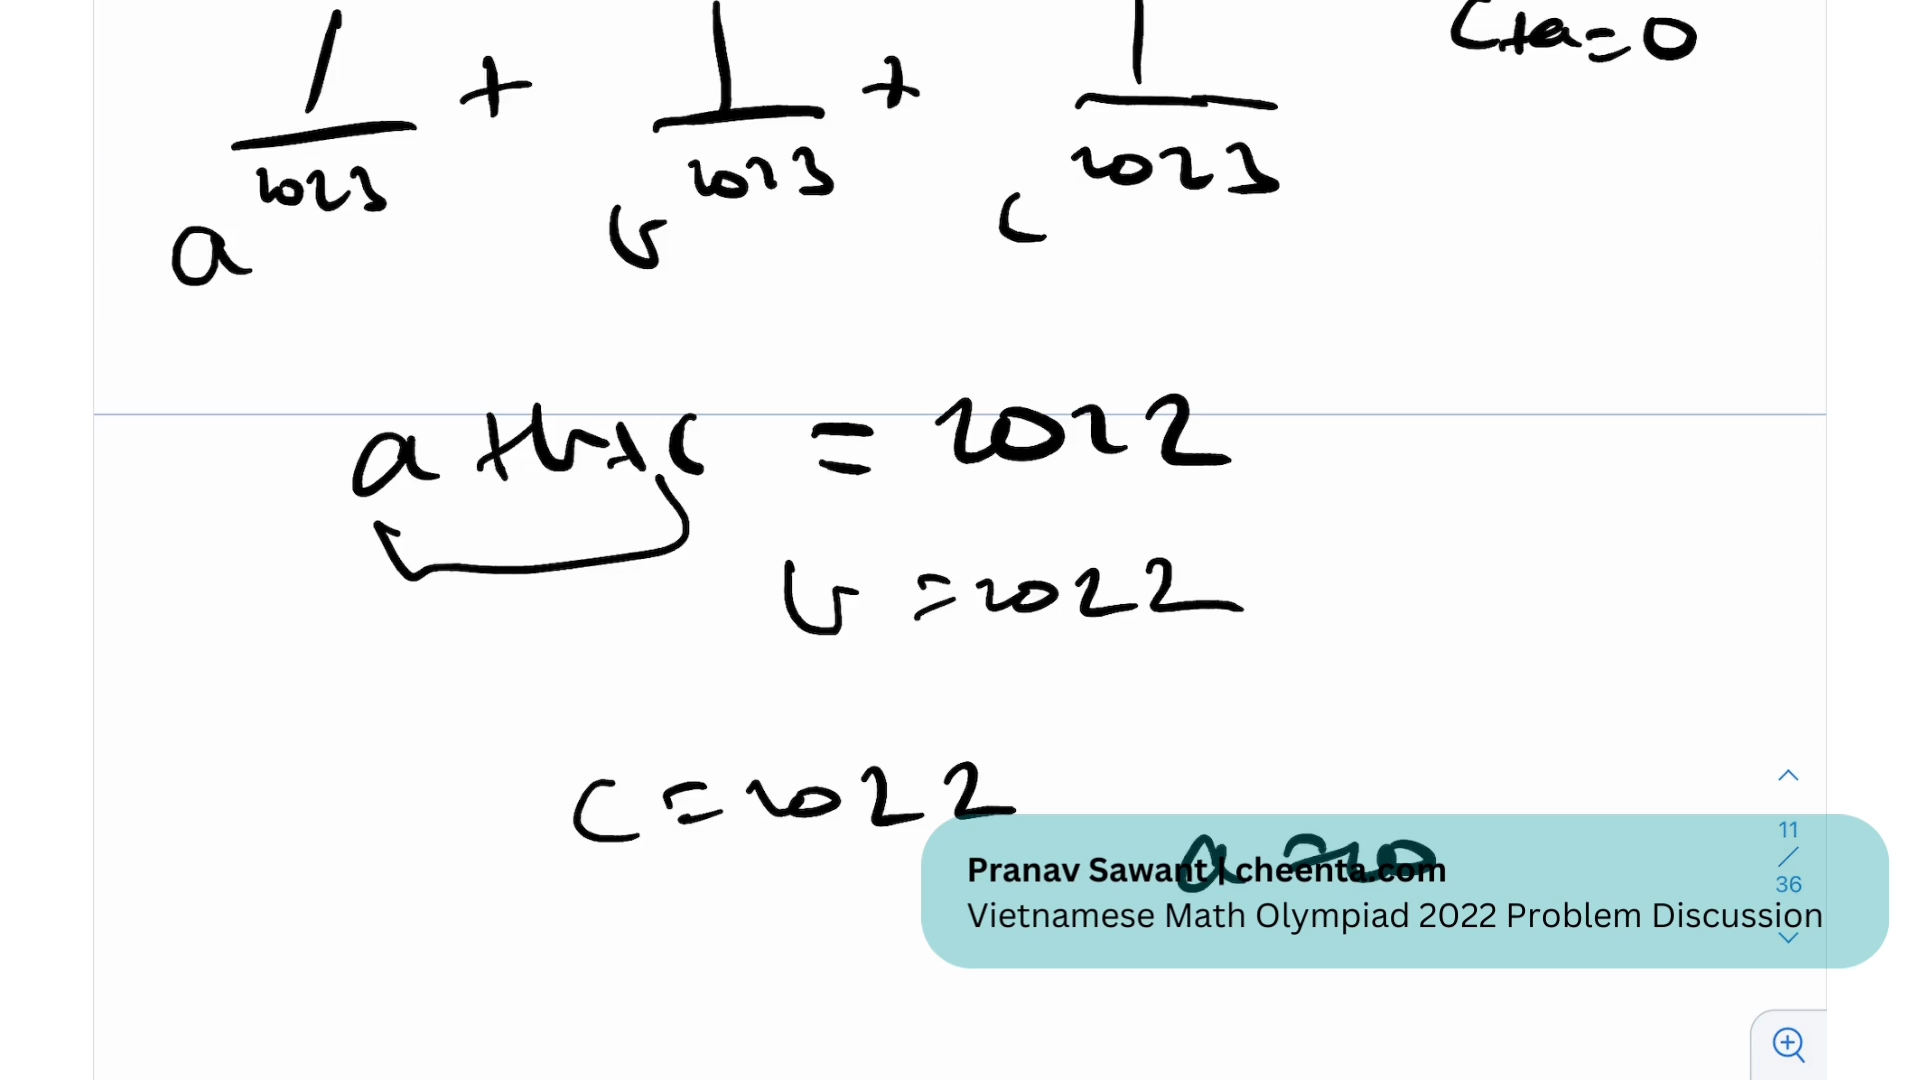 1/a^2023 + 1/b^2023 + 1/c^2023
c+a=0
a+b+c = 2022
b = 2022
c = 2022
Pranav Sawant | cheenta.com
Vietnamese Math Olympiad 2022 Problem Discussion
11
/
36